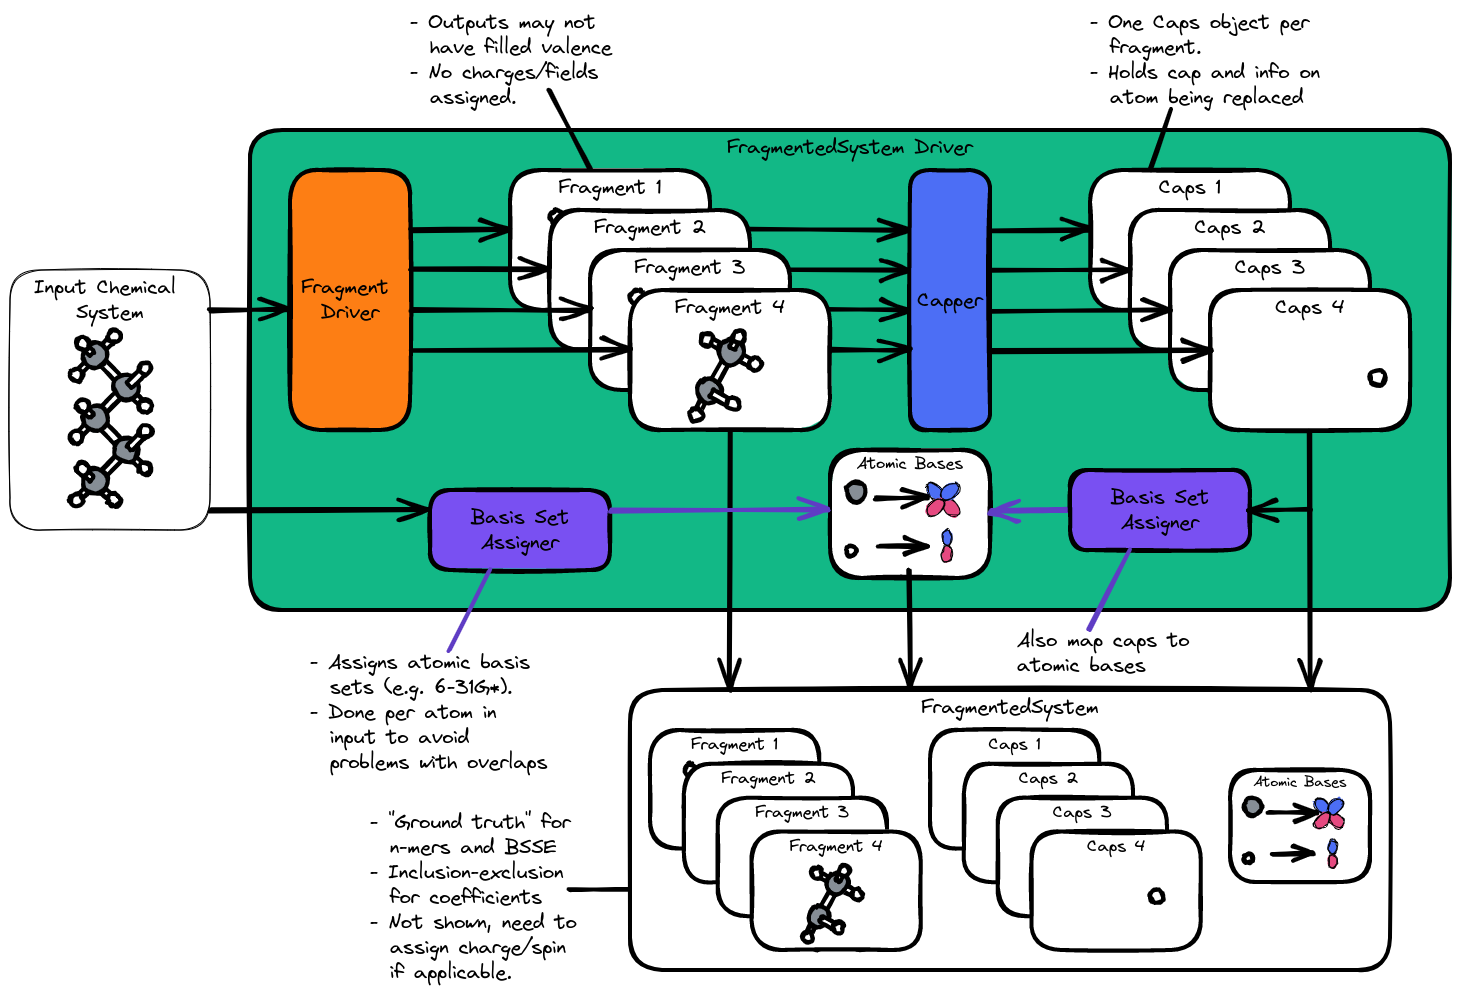 - Outputs may not
have filled valence
- No charges/fields
assigned.
- One Caps object per
fragment.
- Holds cap and info on
atom being replaced
FragmentedSystem Driver
Input Chemical
System
Fragment
Driver
Fragment 1
Fragment 2
Fragment 3
Fragment 4
Capper
Caps 1
Caps 2
Caps 3
Caps 4
Basis Set
Assigner
Atomic Bases
Basis Set
Assigner
- Assigns atomic basis
sets (e.g. 6-31G*).
- Done per atom in
input to avoid
problems with overlaps
Also map caps to
atomic bases
FragmentedSystem
Fragment 1
Fragment 2
Fragment 3
Fragment 4
Caps 1
Caps 2
Caps 3
Caps 4
Atomic Bases
- "Ground truth" for
n-mers and BSSE
- Inclusion-exclusion
for coefficients
- Not shown, need to
assign charge/spin
if applicable.